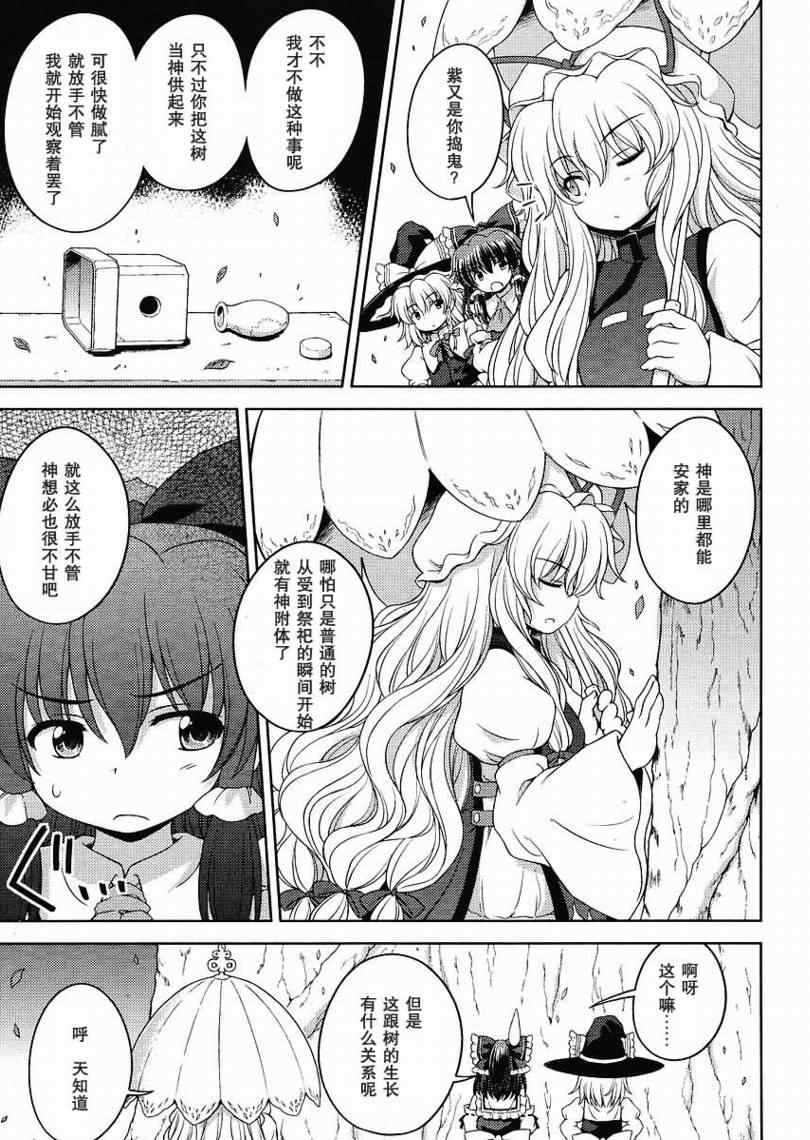 紫又是你捣鬼?
不不
我才不做这种事呢
只不过你把这树
当神供起来
可很快做腻了
就放手不管
我就开始观察着罢了
神是哪里都能
安家的
哪怕只是普通的树
从受到祭祀的瞬间开始
就有神附体了
就这么放手不管
神想必也很不甘吧
ぐ゛
啊呀
这个嘛……
但是
这跟树的生长
有什么关系呢
呼 天知道